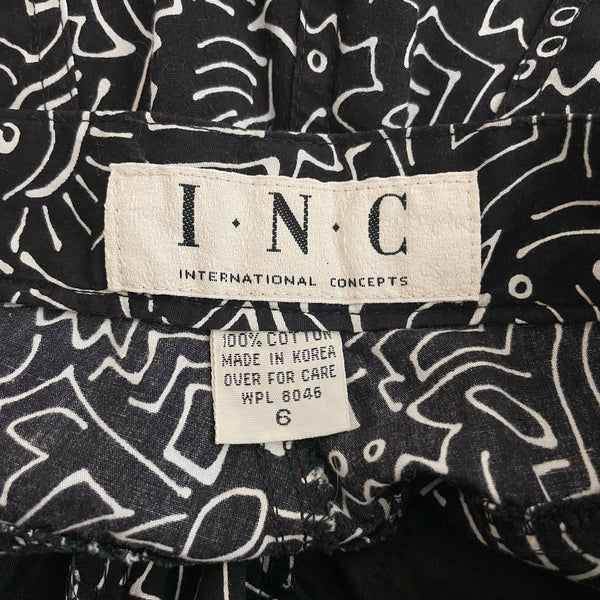 I·N·C
INTERNATIONAL CONCEPTS
100% COTTON
MADE IN KOREA
OVER FOR CARE
WPL 8046
6